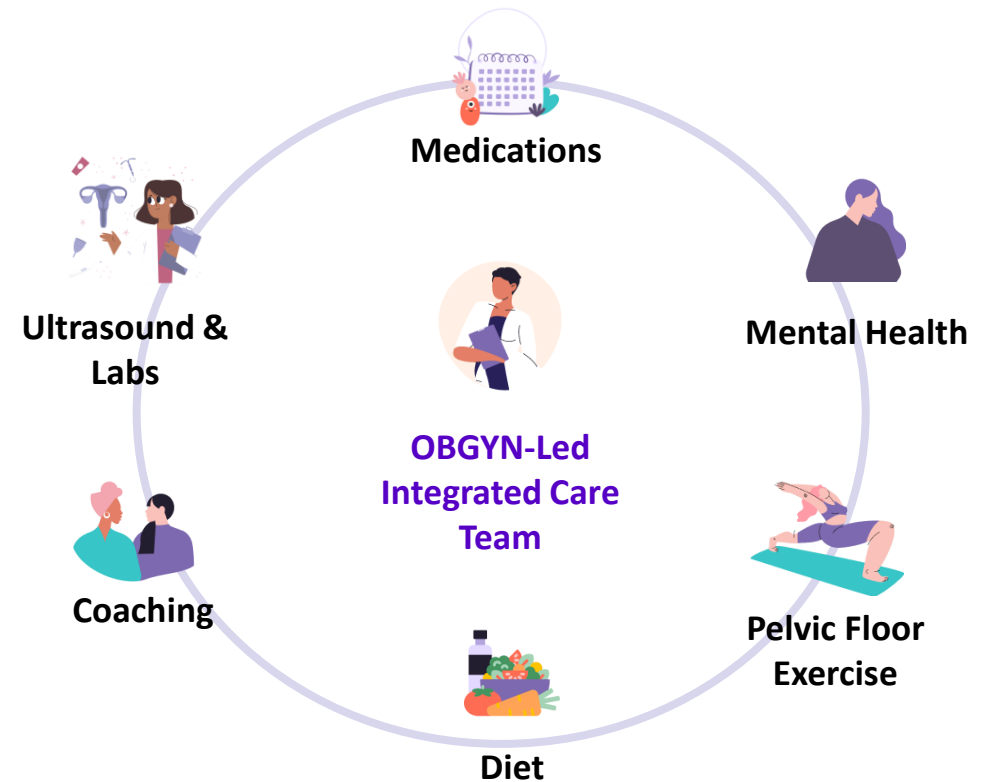 Medications
Ultrasound &
Labs
Mental Health
OBGYN-Led
Integrated Care
Team
Coaching
Pelvic Floor
Exercise
Diet